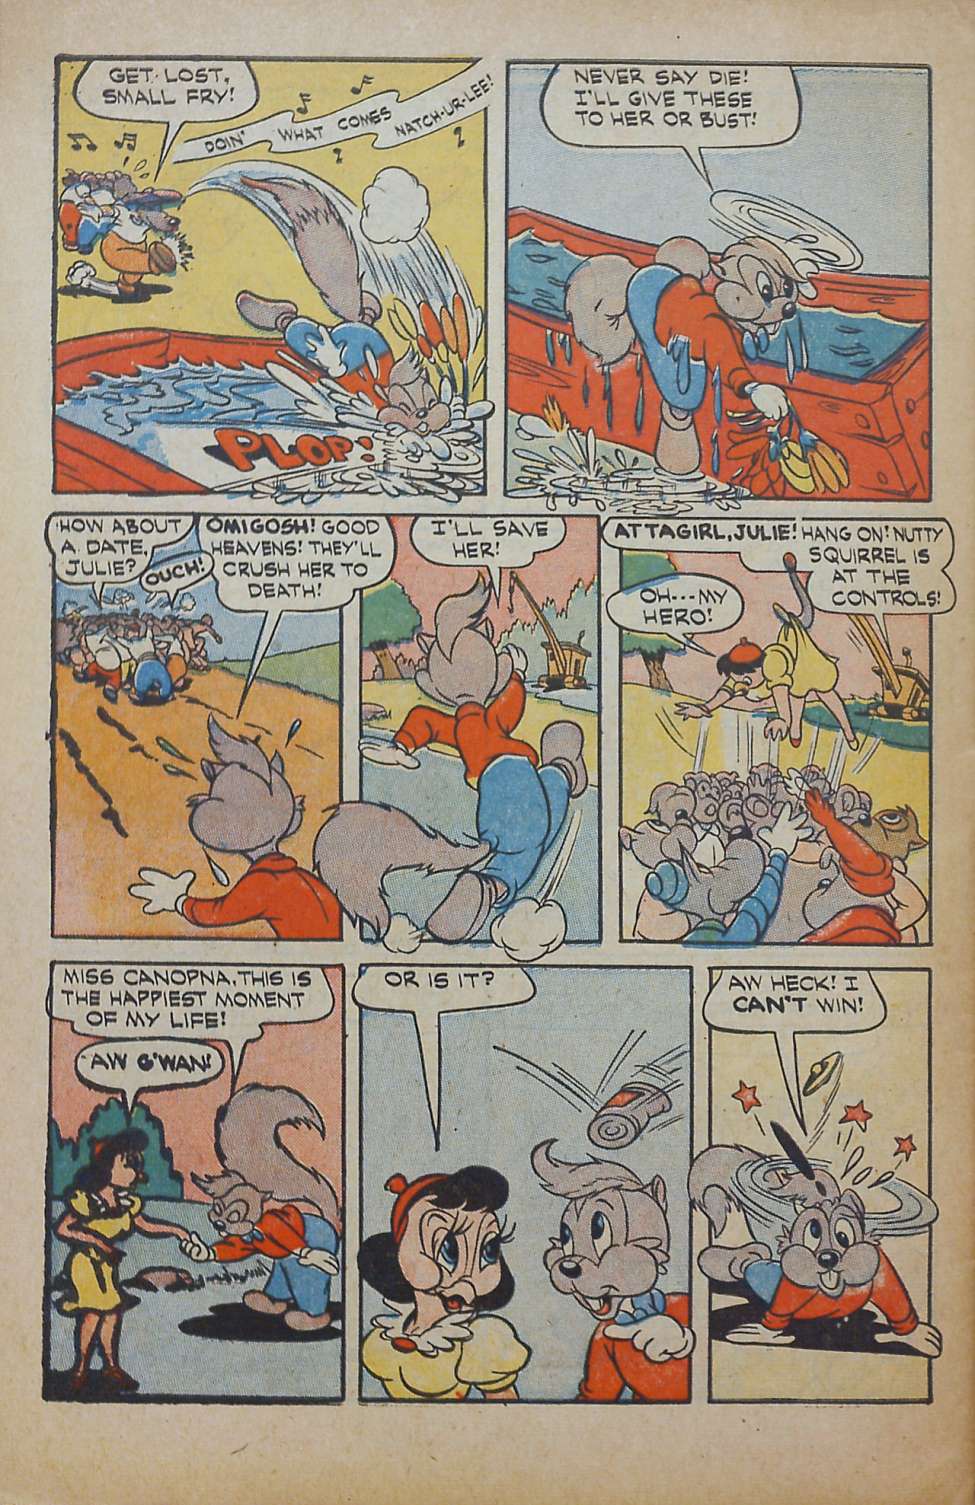 GET LOST,
SMALL FRY!
DOIN' WHAT COMES NATCH-UR-LEE!
PLOP!
NEVER SAY DIE!
I'LL GIVE THESE
TO HER OR BUST!
HOW ABOUT
A DATE,
JULIE?
OUCH!
OMIGOSH! GOOD
HEAVENS! THEY'LL
CRUSH HER TO
DEATH!
I'LL SAVE
HER!
ATTAGIRL, JULIE!
OH---MY
HERO!
HANG ON! NUTTY
SQUIRREL IS
AT THE
CONTROLS!
MISS CANOPNA, THIS IS
THE HAPPIEST MOMENT
OF MY LIFE!
AW G'WAN!
OR IS IT?
AW HECK! I
CAN'T WIN!